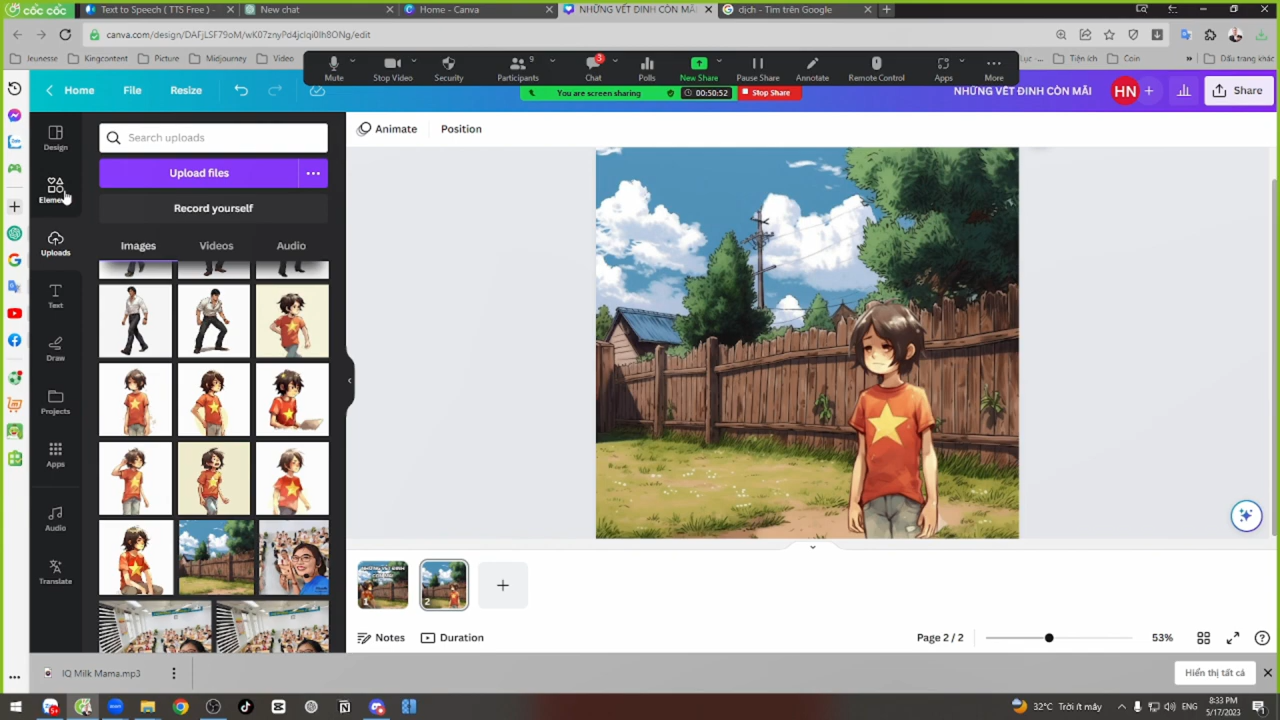 cốc cốc
Text to Speech ( TTS Free ) -
New chat
Home - Canva
NHỮNG VẾT ĐINH CÒN MÃI
dịch - Tìm trên Google
canva.com/design/DAFjLSF79oM/wK07znyPd4jclqi0Ih8ONg/edit
Jeunesse
Kingcontent
Picture
Midjourney
Video
Tiện ích
Coin
Dấu trang khác
Mute
Stop Video
Security
Participants
9
Chat
3
Polls
New Share
Pause Share
Annotate
Remote Control
Apps
More
You are screen sharing
00:50:52
Stop Share
Home
File
Resize
NHỮNG VẾT ĐINH CÒN MÃI
HN
Share
Design
Elements
Uploads
Text
Draw
Projects
Apps
Audio
Translate
Search uploads
Upload files
Record yourself
Images
Videos
Audio
Animate
Position
1
2
Notes
Duration
Page 2 / 2
53%
IQ Milk Mama.mp3
Hiển thị tất cả
32°C
Trời ít mây
ENG
8:33 PM
5/17/2023